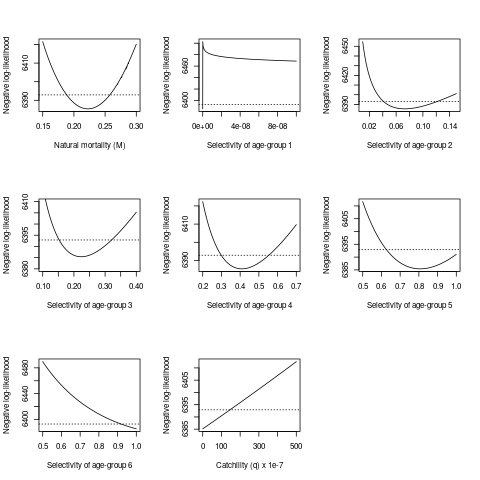 Negative log-likelihood
6390
6410
0.15
0.20
0.25
0.30
Natural mortality (M)
Negative log-likelihood
6400
6460
0e+00
4e-08
8e-08
Selectivity of age-group 1
Negative log-likelihood
6390
6420
6450
0.02
0.06
0.10
0.14
Selectivity of age-group 2
Negative log-likelihood
6380
6395
6410
0.10
0.20
0.30
0.40
Selectivity of age-group 3
Negative log-likelihood
6390
6410
0.2
0.3
0.4
0.5
0.6
0.7
Selectivity of age-group 4
Negative log-likelihood
6385
6395
6405
0.5
0.6
0.7
0.8
0.9
1.0
Selectivity of age-group 5
Negative log-likelihood
6400
6440
6480
0.5
0.6
0.7
0.8
0.9
1.0
Selectivity of age-group 6
Negative log-likelihood
6385
6395
6405
0
100
300
500
Catchility (q) x 1e-7